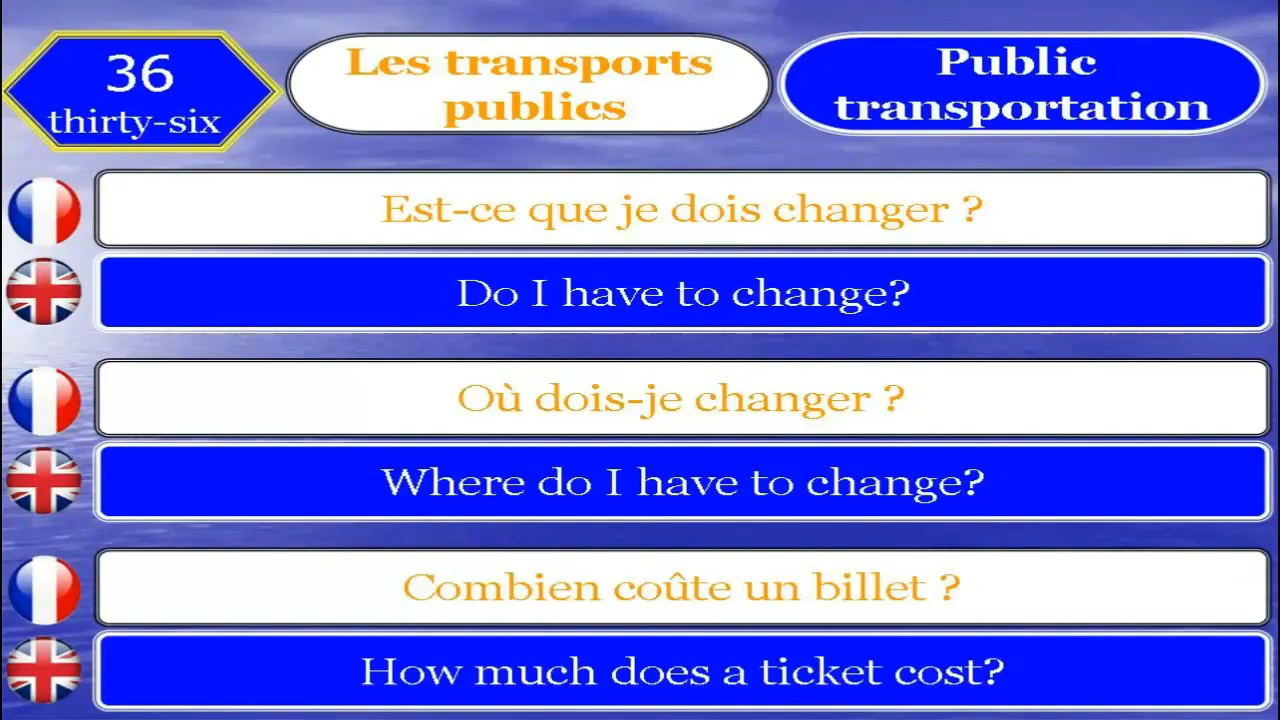 36
thirty-six
Les transports
publics
Public
transportation
Est-ce que je dois changer ?
Do I have to change?
Où dois-je changer ?
Where do I have to change?
Combien coûte un billet ?
How much does a ticket cost?